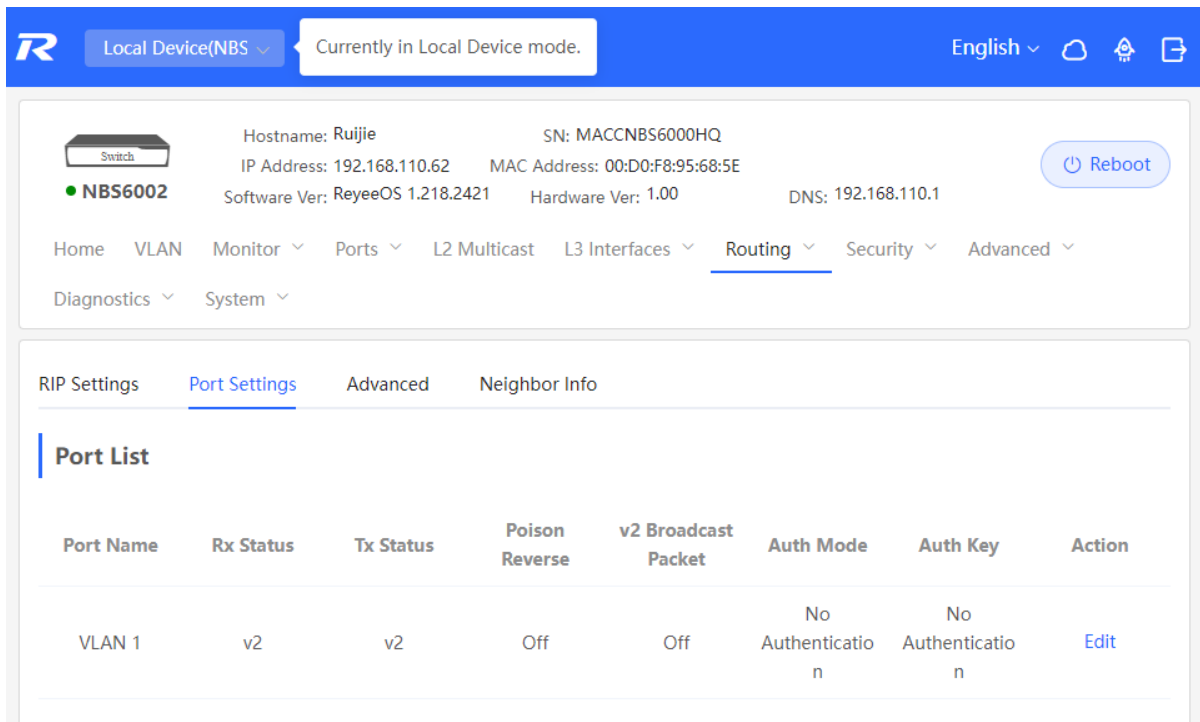 R
Local Device(NBS
Currently in Local Device mode.
English
Switch
NBS6002
Hostname: Ruijie
SN: MACCNBS6000HQ
IP Address: 192.168.110.62
MAC Address: 00:D0:F8:95:68:5E
Software Ver: ReyeeOS 1.218.2421
Hardware Ver: 1.00
DNS: 192.168.110.1
Reboot
Home VLAN Monitor Ports L2 Multicast L3 Interfaces Routing Security Advanced
Diagnostics System
RIP Settings Port Settings Advanced Neighbor Info
Port List
Port Name Rx Status Tx Status Poison Reverse v2 Broadcast Packet Auth Mode Auth Key Action
VLAN 1 v2 v2 Off Off No Authenticatio n No Authenticatio n Edit